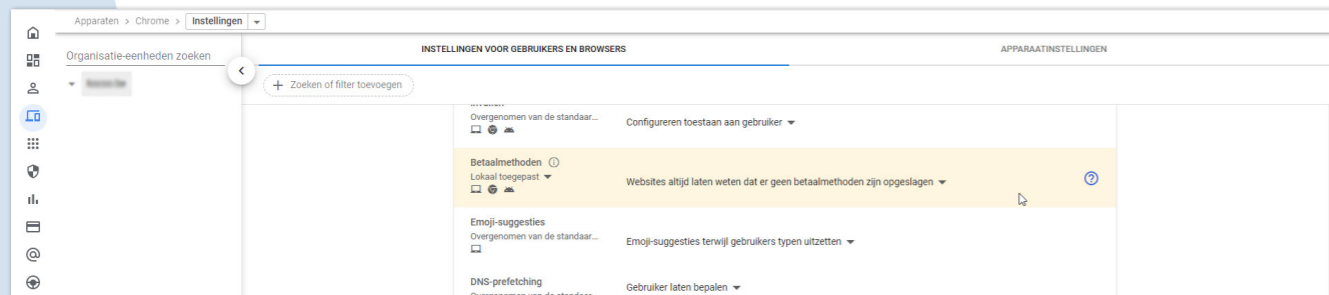 Apparaten > Chrome > Instellingen
Organisatie-eenheden zoeken
INSTELLINGEN VOOR GEBRUIKERS EN BROWSERS
APPARAATINSTELLINGEN
+ Zoeken of filter toevoegen
Overgenomen van de standaar...
Configureren toestaan aan gebruiker
Betaalmethoden
Lokaal toegepast
Websites altijd laten weten dat er geen betaalmethoden zijn opgeslagen
Emoji-suggesties
Overgenomen van de standaar...
Emoji-suggesties terwijl gebruikers typen uitzetten
DNS-prefetching
Gebruiker laten bepalen